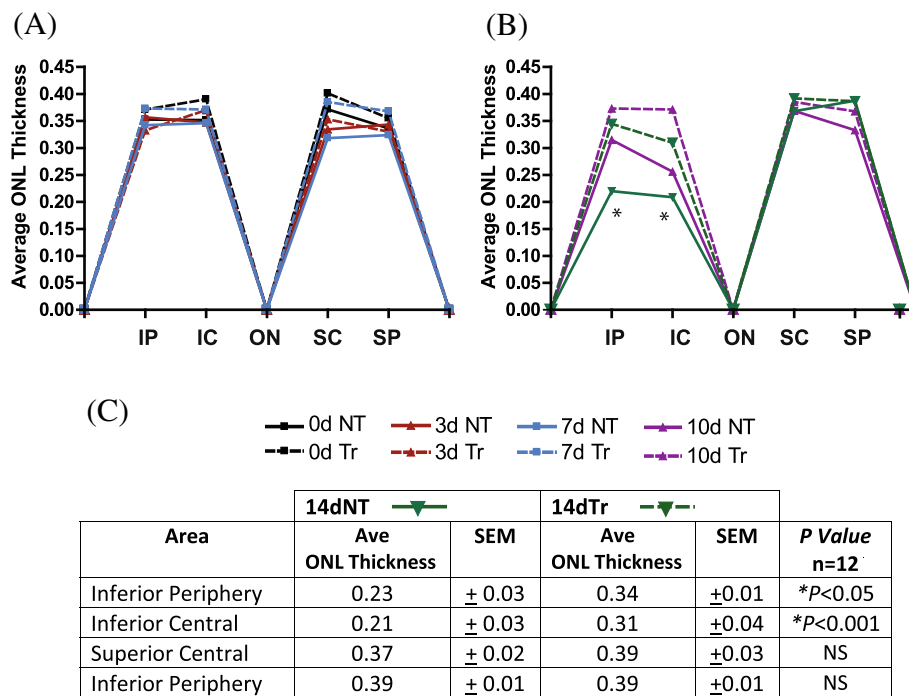 (A)
Average ONL Thickness
0.45
0.40
0.35
0.30
0.25
0.20
0.15
0.10
0.05
0.00
IP IC ON SC SP
(B)
Average ONL Thickness
0.45
0.40
0.35
0.30
0.25
0.20
0.15
0.10
0.05
0.00
* *
IP IC ON SC SP
(C)
0d NT 3d NT 7d NT 10d NT
0d Tr 3d Tr 7d Tr 10d Tr
14dNT 14dTr
Area Ave ONL Thickness SEM Ave ONL Thickness SEM P Value n=12
Inferior Periphery 0.23 ± 0.03 0.34 ±0.01 *P<0.05
Inferior Central 0.21 ± 0.03 0.31 ±0.04 *P<0.001
Superior Central 0.37 ± 0.02 0.39 ±0.03 NS
Inferior Periphery 0.39 ± 0.01 0.39 ±0.01 NS